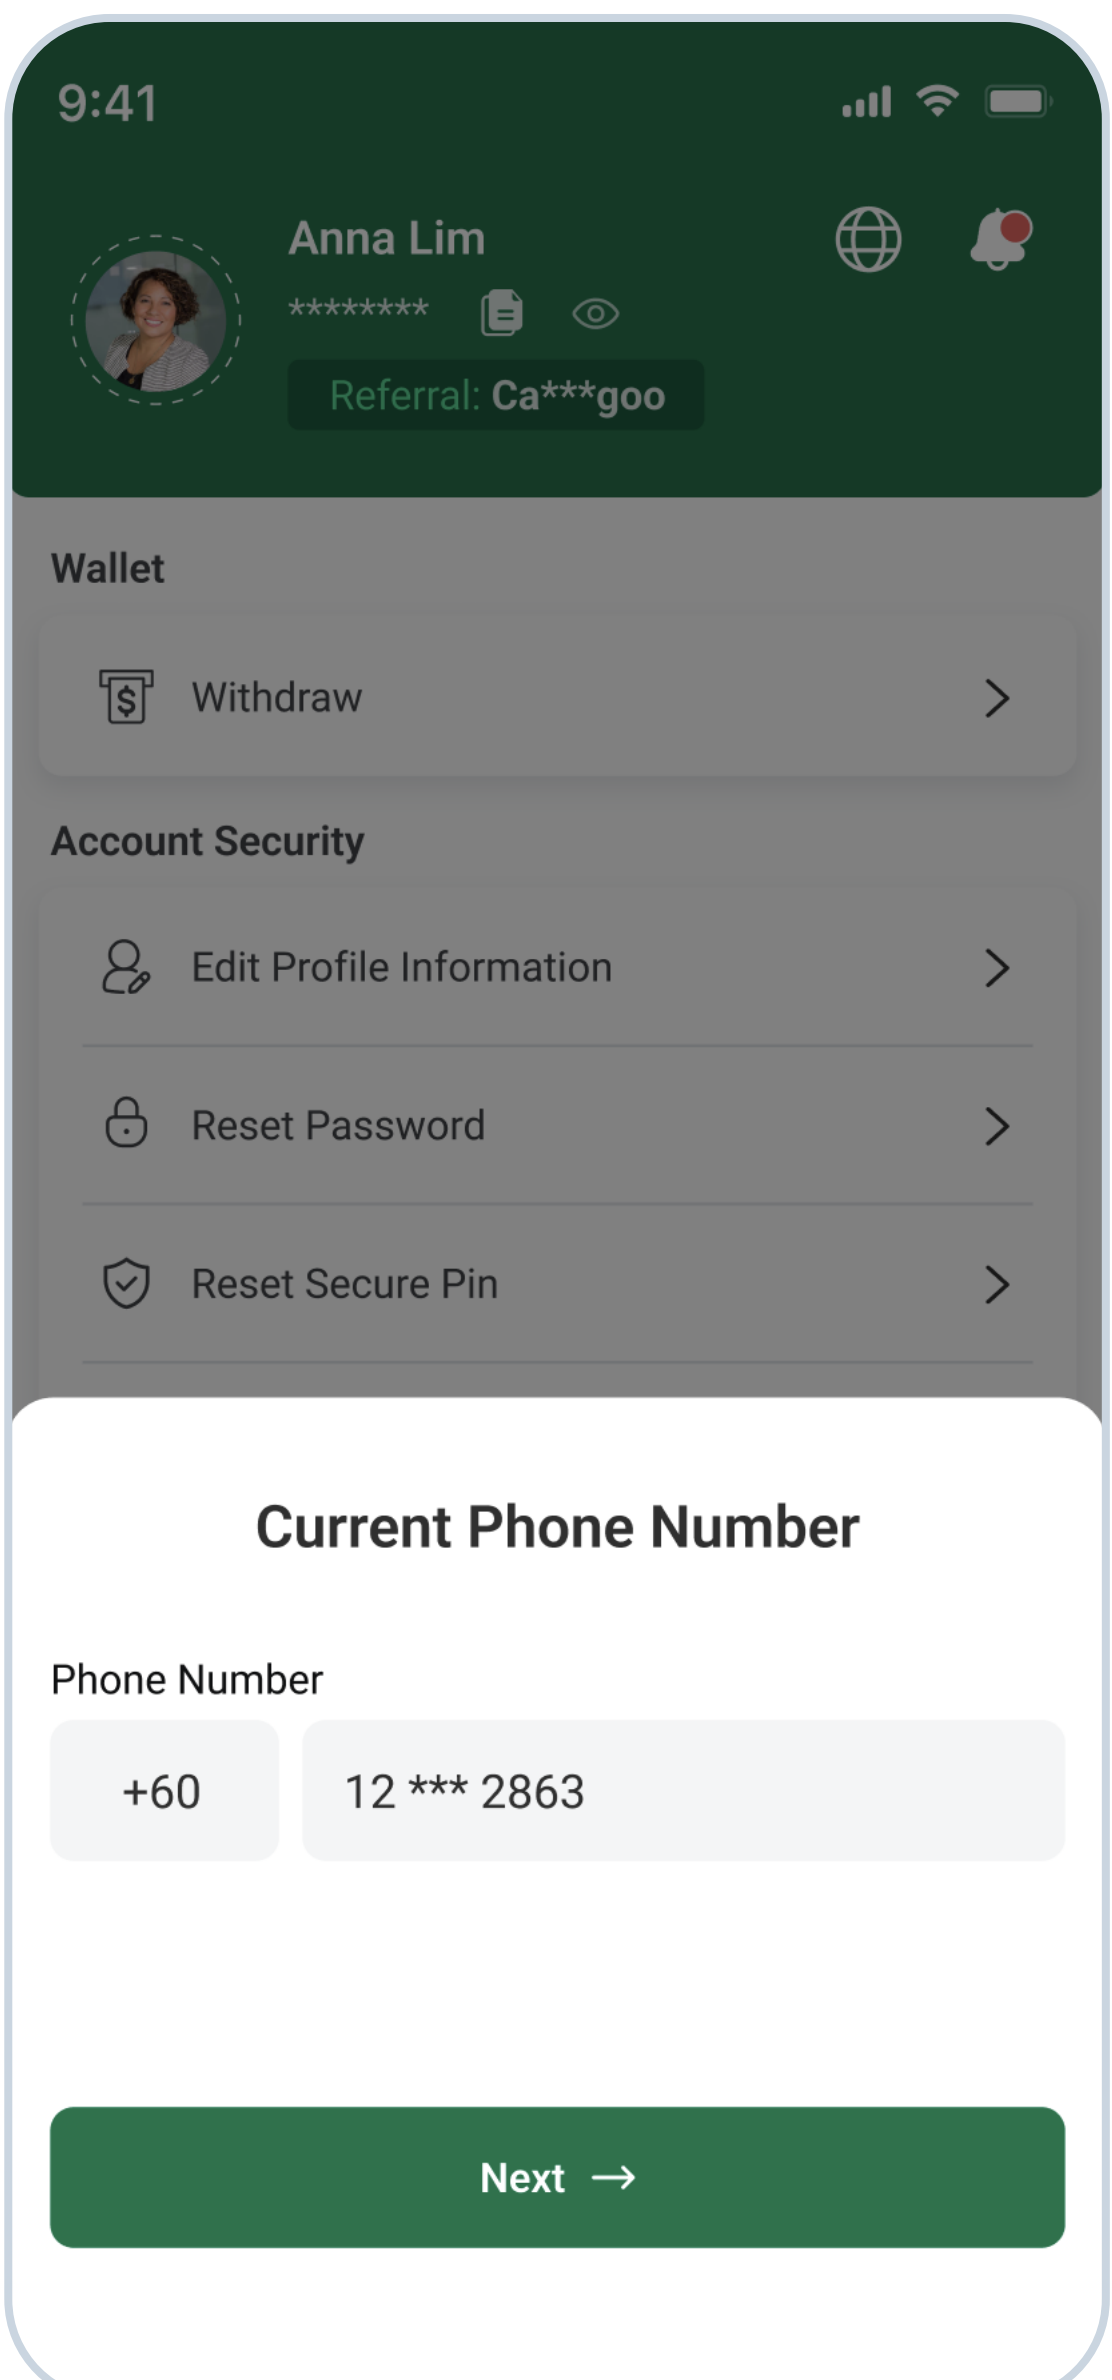 9:41
Anna Lim
********
Referral: Ca***goo
Wallet
Withdraw
Account Security
Edit Profile Information
Reset Password
Reset Secure Pin
Current Phone Number
Phone Number
+60 12 *** 2863
Next →